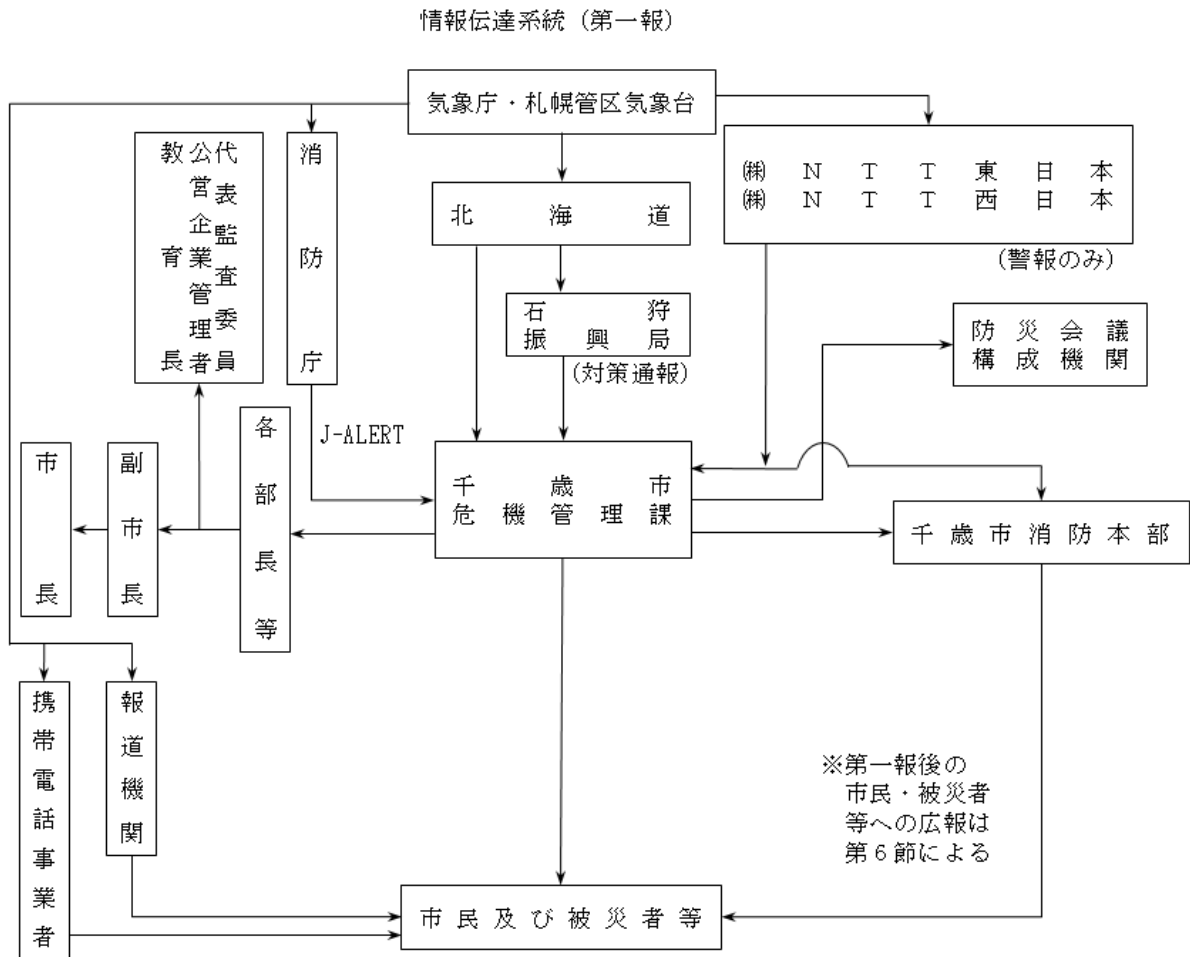 情報伝達系統（第一報）
気象庁・札幌管区気象台
消防庁
代表監査委員
公営企業管理者
教育長
北海道
㈱ＮＴＴ東日本
㈱ＮＴＴ西日本
(警報のみ)
石狩
振興局
(対策通報)
防災会議
構成機関
J-ALERT
各部長等
副市長
市長
千歳市
危機管理課
千歳市消防本部
携帯電話事業者
報道機関
※第一報後の
市民・被災者
等への広報は
第６節による
市民及び被災者等